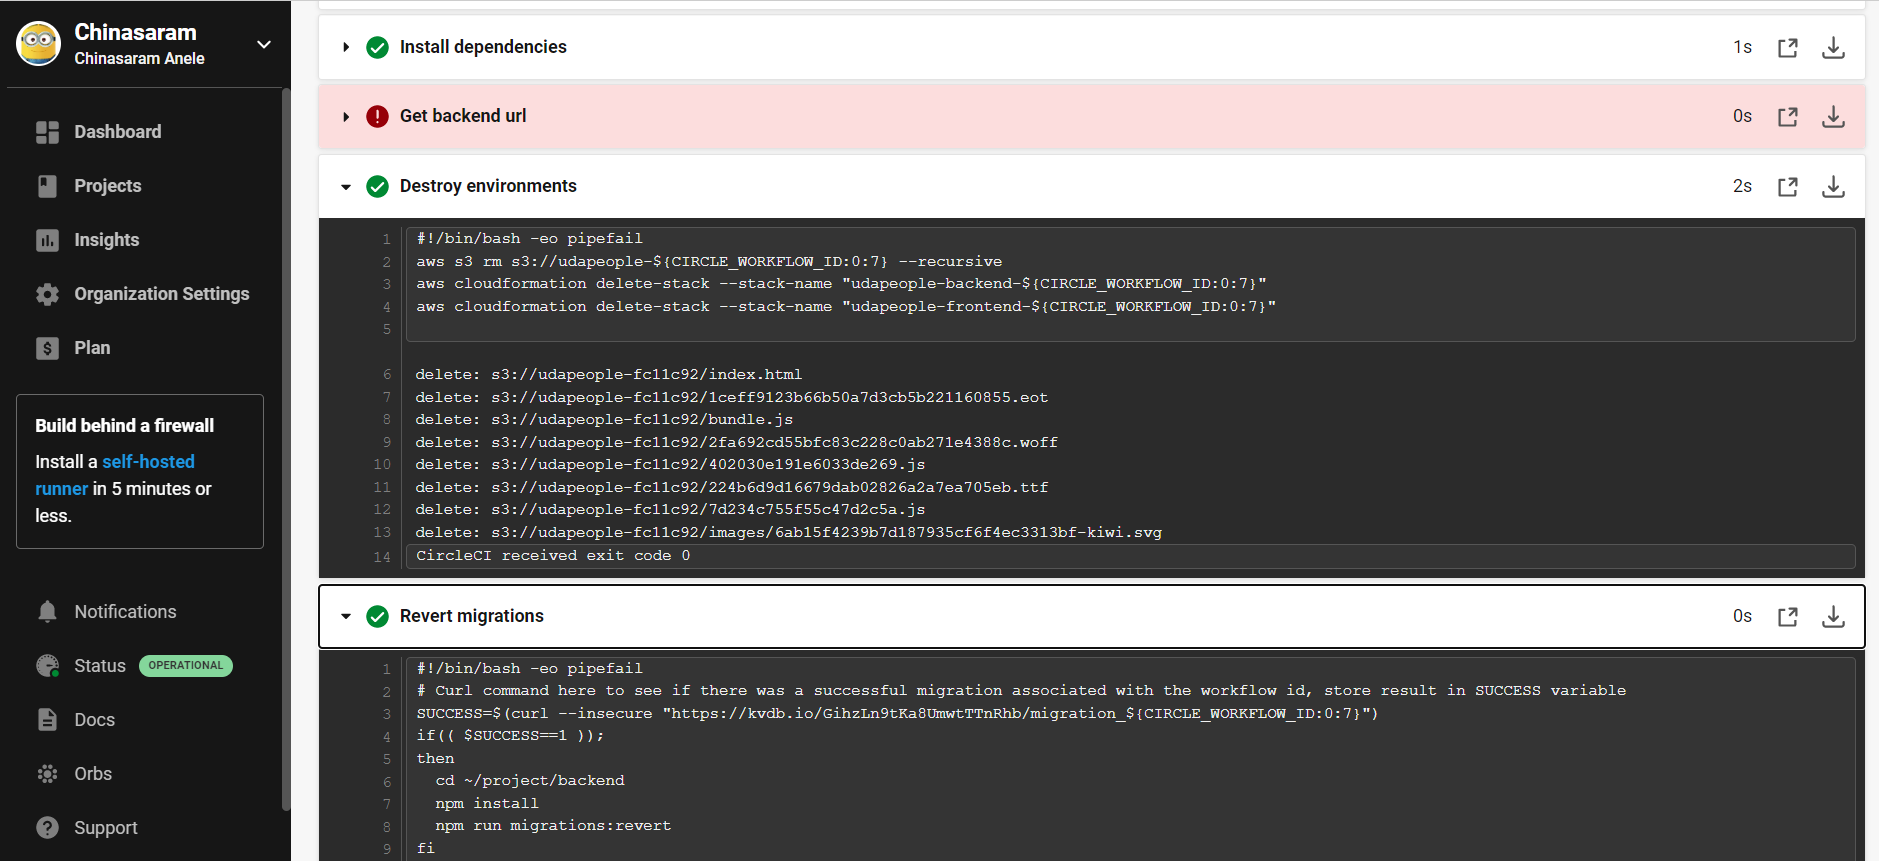 Chinasaram
Chinasaram Anele
Dashboard
Projects
Insights
Organization Settings
Plan
Build behind a firewall
Install a self-hosted
runner in 5 minutes or
less.
Notifications
Status OPERATIONAL
Docs
Orbs
Support
Install dependencies 1s
Get backend url 0s
Destroy environments 2s
1 #!/bin/bash -eo pipefail
2 aws s3 rm s3://udapeople-${CIRCLE_WORKFLOW_ID:0:7} --recursive
3 aws cloudformation delete-stack --stack-name "udapeople-backend-${CIRCLE_WORKFLOW_ID:0:7}"
4 aws cloudformation delete-stack --stack-name "udapeople-frontend-${CIRCLE_WORKFLOW_ID:0:7}"
5
6 delete: s3://udapeople-fc11c92/index.html
7 delete: s3://udapeople-fc11c92/1ceff9123b66b50a7d3cb5b221160855.eot
8 delete: s3://udapeople-fc11c92/bundle.js
9 delete: s3://udapeople-fc11c92/2fa692cd55bfc83c228c0ab271e4388c.woff
10 delete: s3://udapeople-fc11c92/402030e191e6033de269.js
11 delete: s3://udapeople-fc11c92/224b6d9d16679dab02826a2a7ea705eb.ttf
12 delete: s3://udapeople-fc11c92/7d234c755f55c47d2c5a.js
13 delete: s3://udapeople-fc11c92/images/6ab15f4239b7d187935cf6f4ec3313bf-kiwi.svg
14 CircleCI received exit code 0
Revert migrations 0s
1 #!/bin/bash -eo pipefail
2 # Curl command here to see if there was a successful migration associated with the workflow id, store result in SUCCESS variable
3 SUCCESS=$(curl --insecure "https://kvdb.io/GihzLn9tKa8UmwtTTnRhb/migration_${CIRCLE_WORKFLOW_ID:0:7}")
4 if(( $SUCCESS==1 ));
5 then
6 cd ~/project/backend
7 npm install
8 npm run migrations:revert
9 fi